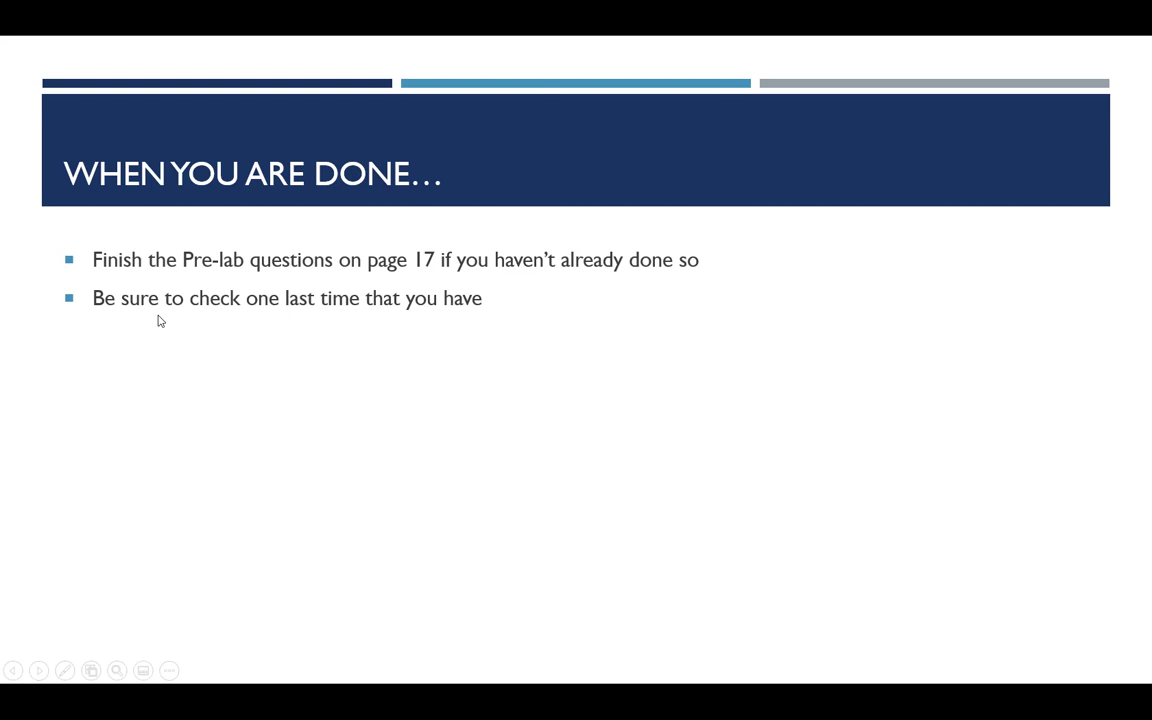 WHEN YOU ARE DONE…
Finish the Pre-lab questions on page 17 if you haven’t already done so
Be sure to check one last time that you have